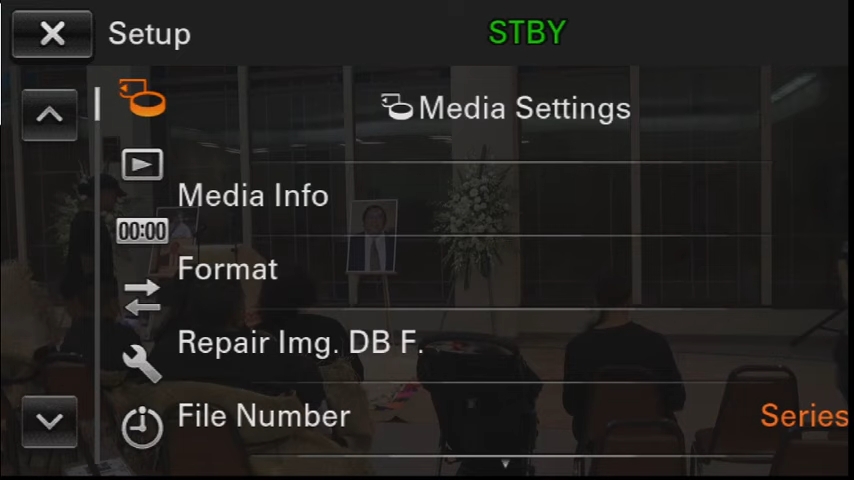 Setup
STBY
Media Settings
Media Info
00:00
Format
Repair Img. DB F.
File Number
Series